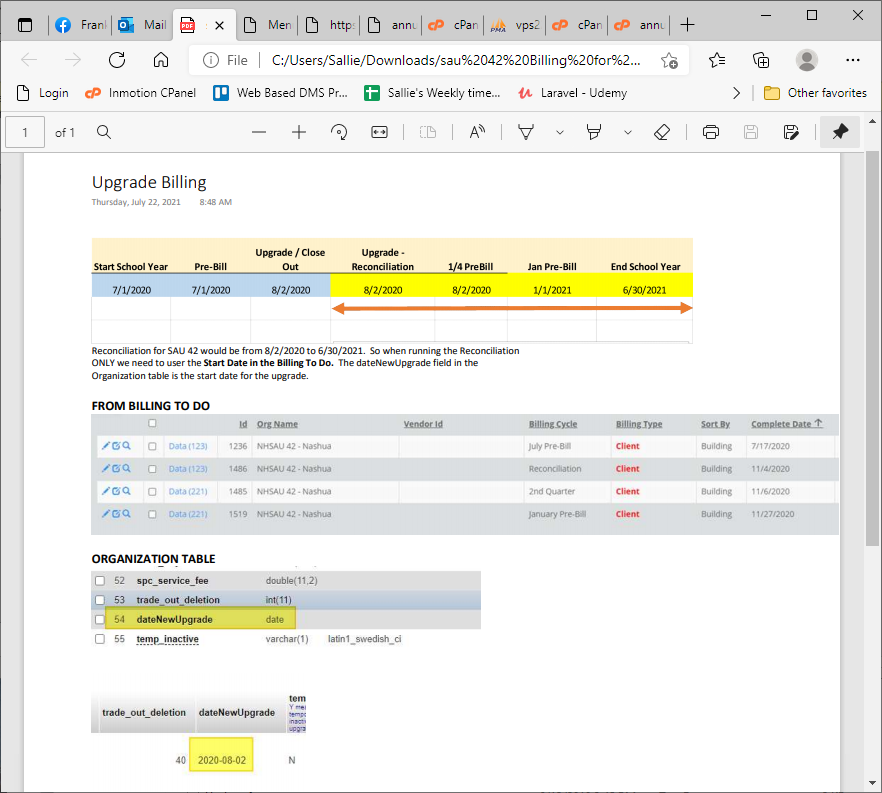 Frank
Mail
Men
https
annu
cPan
vps2
cPan
annu
File
C:/Users/Sallie/Downloads/sau%2042%20Billing%20for%2...
Login
Inmotion CPanel
Web Based DMS Pr...
Sallie's Weekly time...
Laravel - Udemy
Other favorites
1
of 1
Upgrade Billing
Thursday, July 22, 2021 8:48 AM
Upgrade / Close Upgrade -
Start School Year Pre-Bill Out Reconciliation 1/4 PreBill Jan Pre-Bill End School Year
7/1/2020 7/1/2020 8/2/2020 8/2/2020 8/2/2020 1/1/2021 6/30/2021
Reconciliation for SAU 42 would be from 8/2/2020 to 6/30/2021. So when running the Reconciliation
ONLY we need to user the Start Date in the Billing To Do. The dateNewUpgrade field in the
Organization table is the start date for the upgrade.
FROM BILLING TO DO
Id Org Name Vendor Id Billing Cycle Billing Type Sort By Complete Date ↑
Data (123) 1236 NHSAU 42 - Nashua July Pre-Bill Client Building 7/17/2020
Data (123) 1486 NHSAU 42 - Nashua Reconciliation Client Building 11/4/2020
Data (221) 1485 NHSAU 42 - Nashua 2nd Quarter Client Building 11/6/2020
Data (221) 1519 NHSAU 42 - Nashua January Pre-Bill Client Building 11/27/2020
ORGANIZATION TABLE
52 spc_service_fee double(11,2)
53 trade_out_deletion int(11)
54 dateNewUpgrade date
55 temp_inactive varchar(1) latin1_swedish_ci
trade_out_deletion dateNewUpgrade tem
Y mea
tempo
inacti
upgra
40 2020-08-02 N